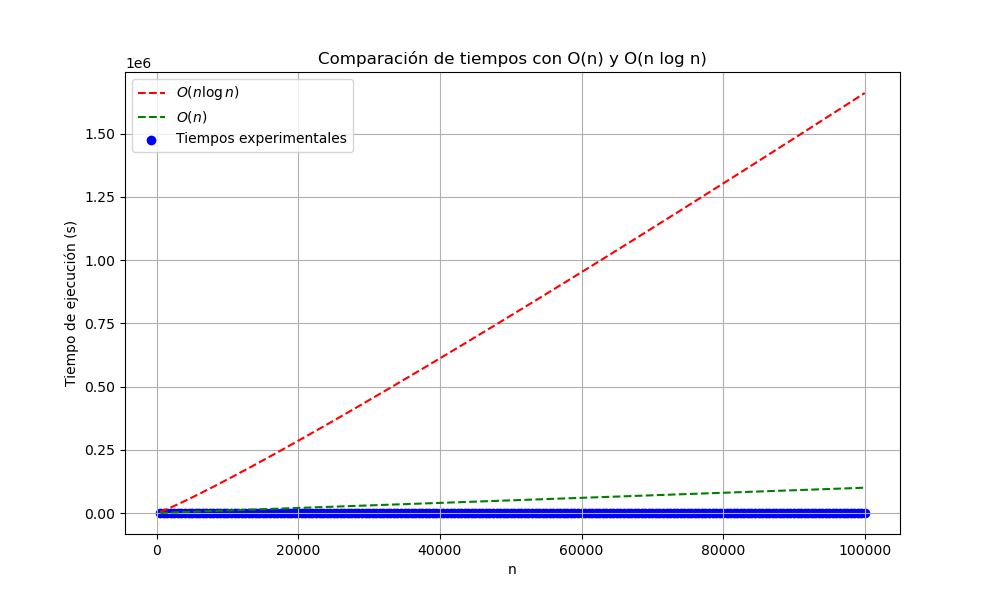 Comparación de tiempos con O(n) y O(n log n)
1e6
O(n log n)
O(n)
Tiempos experimentales
1.50
1.25
1.00
0.75
0.50
0.25
0.00
Tiempo de ejecución (s)
0 20000 40000 60000 80000 100000
n